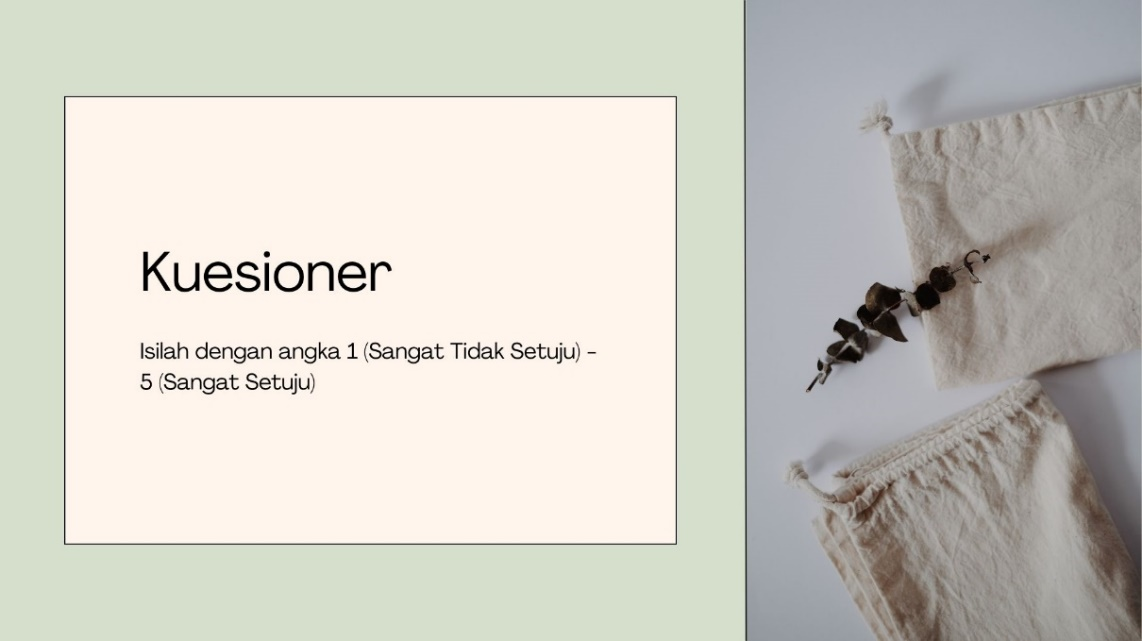 Kuesioner
Isilah dengan angka 1 (Sangat Tidak Setuju) –
5 (Sangat Setuju)